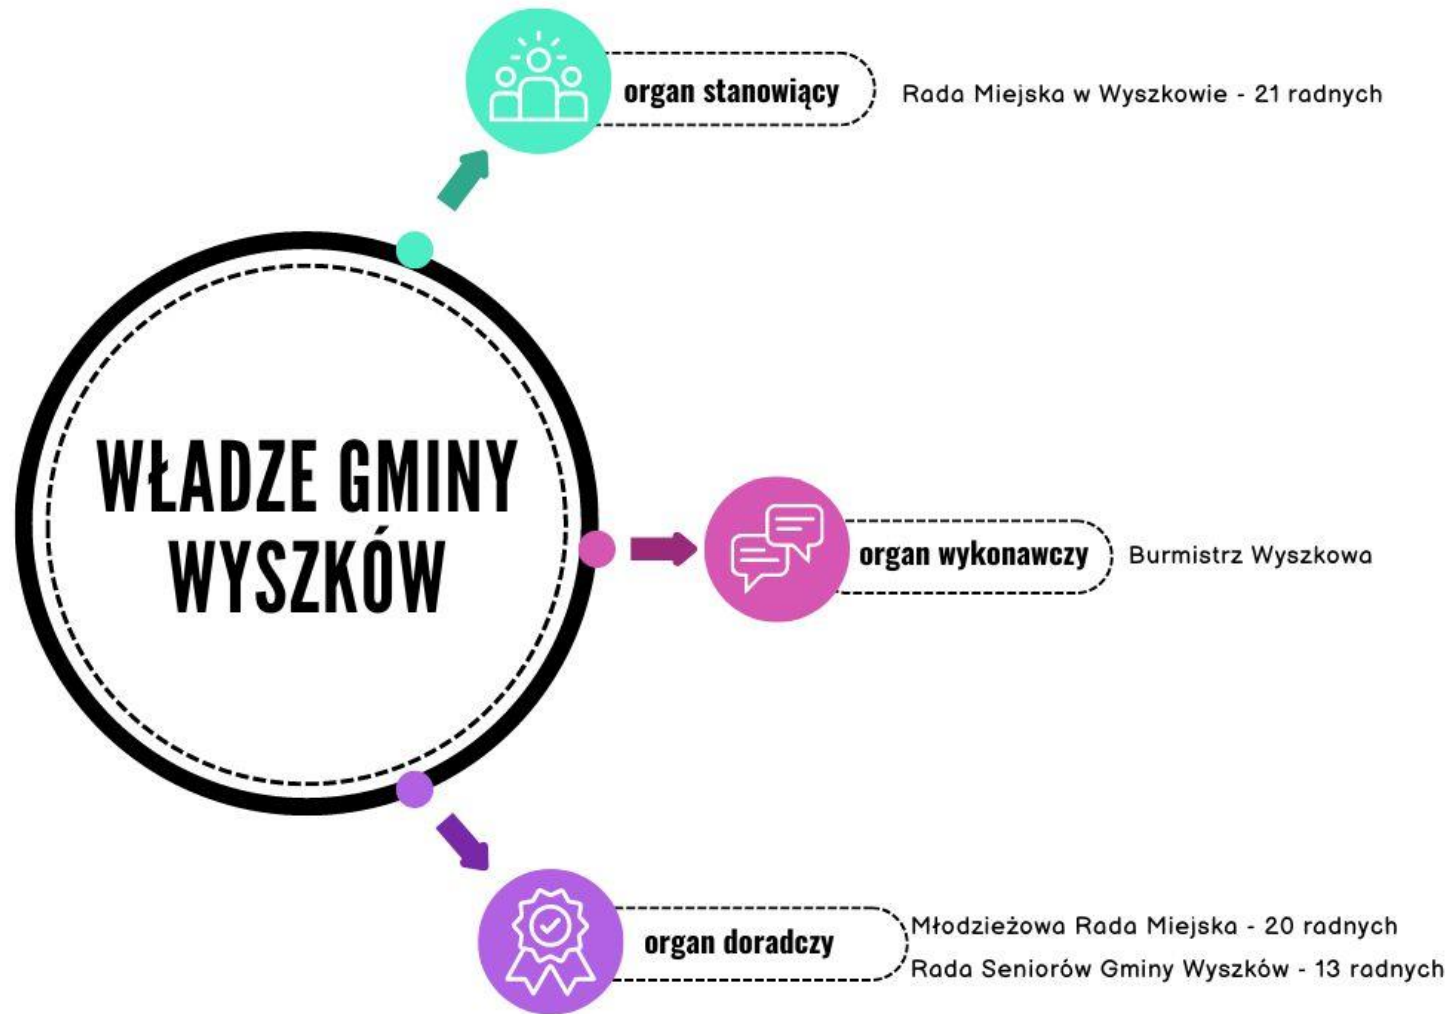 organ stanowiący
Rada Miejska w Wyszkowie - 21 radnych
WŁADZE GMINY
WYSZKÓW
organ wykonawczy
Burmistrz Wyszkowa
organ doradczy
Młodzieżowa Rada Miejska - 20 radnych
Rada Seniorów Gminy Wyszków - 13 radnych